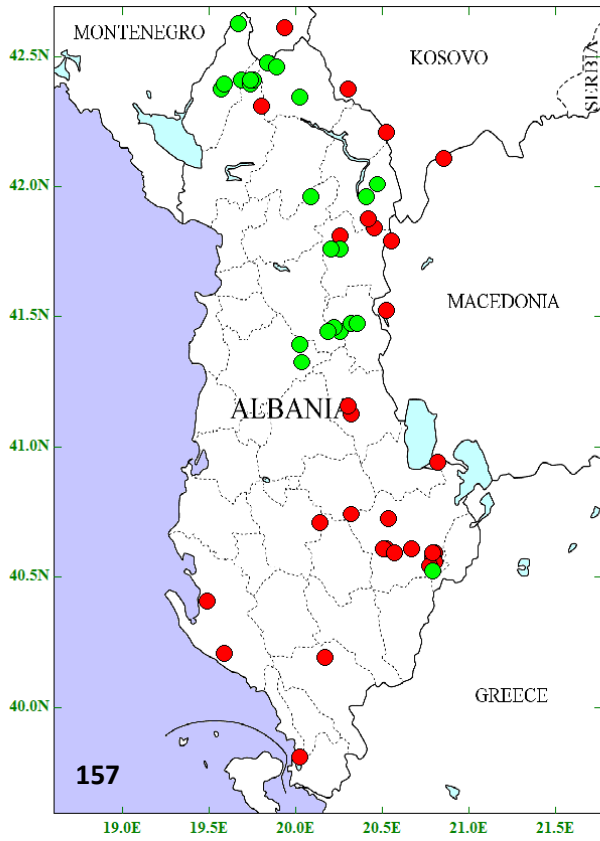 MONTENEGRO
KOSOVO
SERBIA
42.5N
42.0N
41.5N
MACEDONIA
ALBANIA
41.0N
40.5N
40.0N
GREECE
157
19.0E 19.5E 20.0E 20.5E 21.0E 21.5E